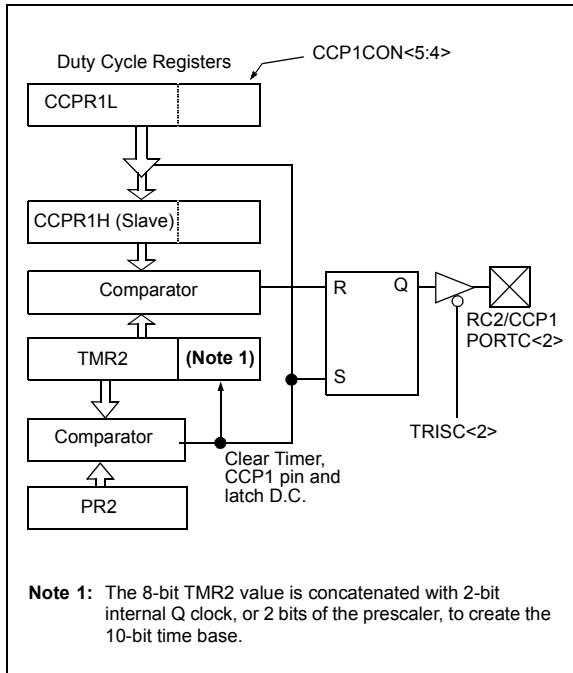 Duty Cycle Registers
CCP1CON<5:4>
CCPR1L
CCPR1H (Slave)
Comparator
R
Q
RC2/CCP1
PORTC<2>
TMR2
(Note 1)
S
TRISC<2>
Comparator
Clear Timer,
CCP1 pin and
latch D.C.
PR2
Note 1: The 8-bit TMR2 value is concatenated with 2-bit
internal Q clock, or 2 bits of the prescaler, to create the
10-bit time base.